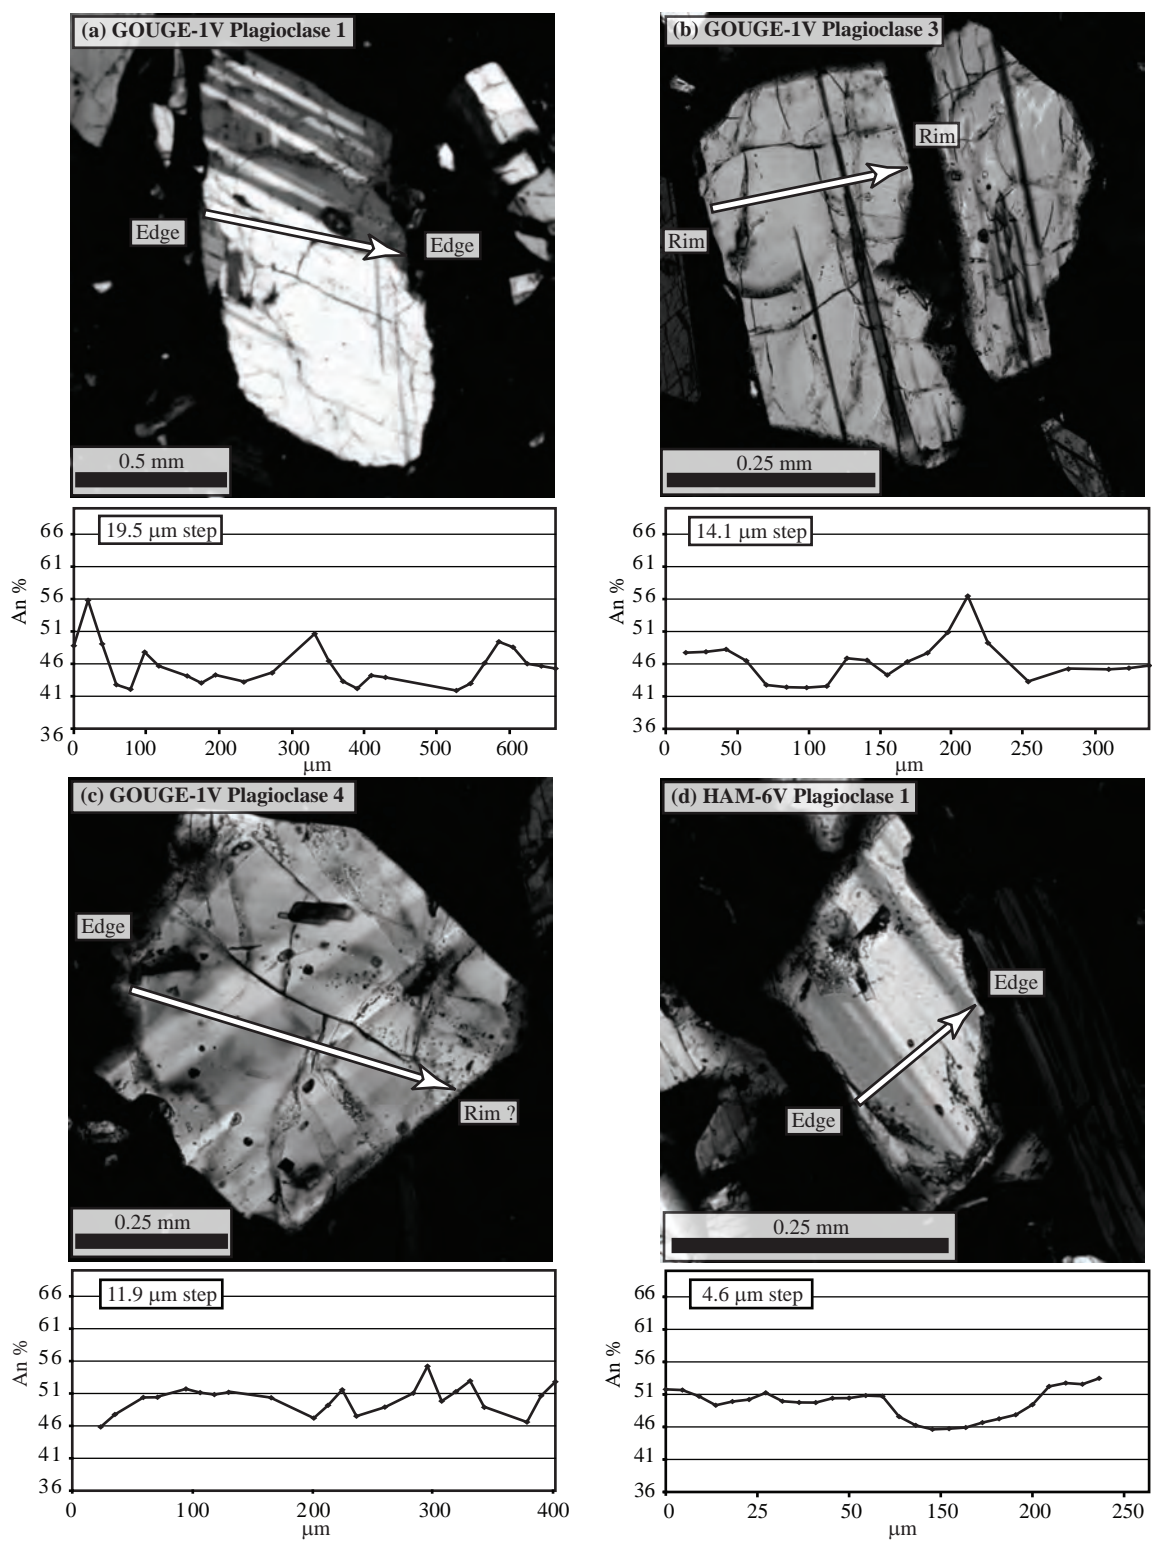 (a) GOUGE-1V Plagioclase 1
Edge
Edge
0.5 mm
(b) GOUGE-1V Plagioclase 3
Rim
Rim
0.25 mm
19.5 μm step
An %
66
61
56
51
46
41
36
0 100 200 300 400 500 600
μm
14.1 μm step
An %
66
61
56
51
46
41
36
0 50 100 150 200 250 300
μm
(c) GOUGE-1V Plagioclase 4
Edge
Rim ?
0.25 mm
(d) HAM-6V Plagioclase 1
Edge
Edge
0.25 mm
11.9 μm step
An %
66
61
56
51
46
41
36
0 100 200 300 400
μm
4.6 μm step
An %
66
61
56
51
46
41
36
0 25 50 150 200 250
μm